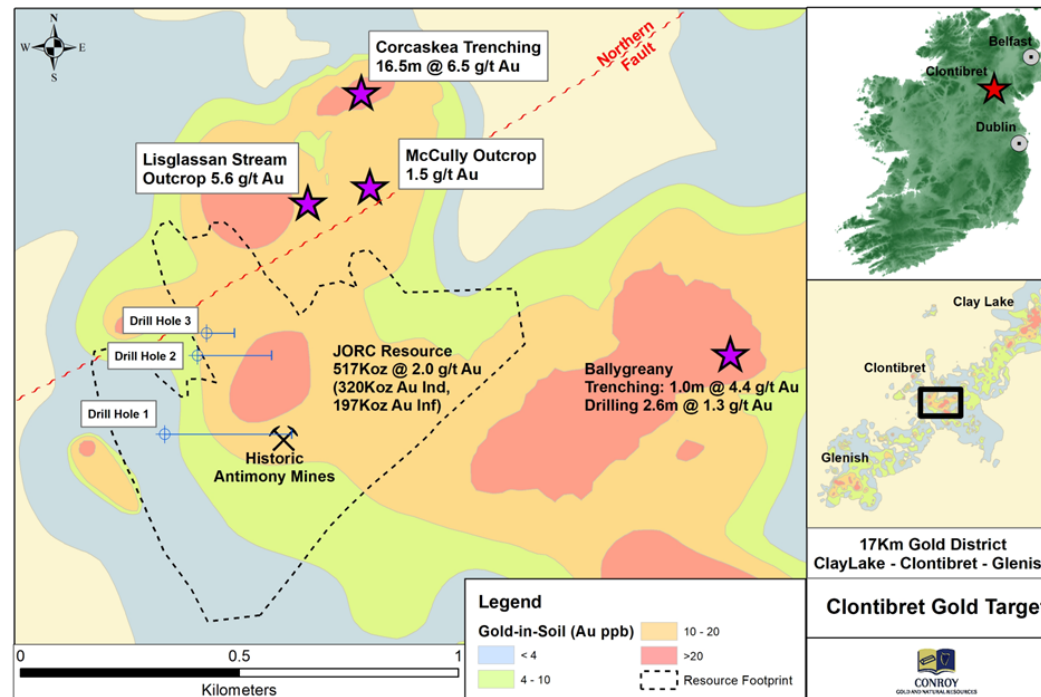 N
W
E
S
Corcaskea Trenching
16.5m @ 6.5 g/t Au
Northern
Fault
Lisglassan Stream
Outcrop 5.6 g/t Au
McCully Outcrop
1.5 g/t Au
Drill Hole 3
Drill Hole 2
Drill Hole 1
JORC Resource
517Koz @ 2.0 g/t Au
(320Koz Au Ind,
197Koz Au Inf)
Ballygreany
Trenching: 1.0m @ 4.4 g/t Au
Drilling 2.6m @ 1.3 g/t Au
Historic
Antimony Mines
0
0.5
1
Kilometers
Legend
Gold-in-Soil (Au ppb)
< 4
4 - 10
10 - 20
>20
Resource Footprint
Belfast
Clontibret
Dublin
Clay Lake
Clontibret
Glenish
17Km Gold District
ClayLake - Clontibret - Glenis
Clontibret Gold Target
CONROY
GOLD AND NATURAL RESOURCES